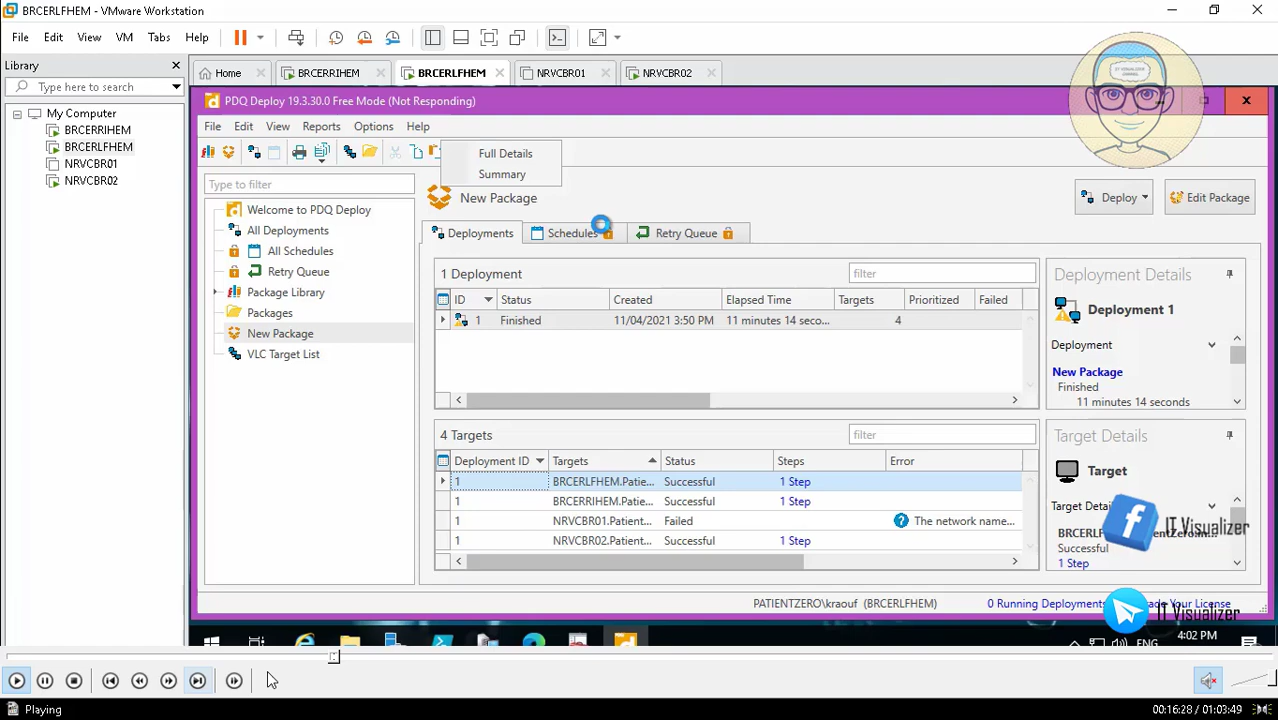 BRCERLFHEM - VMware Workstation
File Edit View VM Tabs Help
Library
Type here to search
My Computer
BRCERRIHEM
BRCERLFHEM
NRVCBR01
NRVCBR02
Home BRCERRIHEM BRCERLFHEM NRVCBR01 NRVCBR02
PDQ Deploy 19.3.30.0 Free Mode (Not Responding)
File Edit View Reports Options Help
Full Details
Summary
Type to filter
Welcome to PDQ Deploy
All Deployments
All Schedules
Retry Queue
Package Library
Packages
New Package
VLC Target List
New Package
Deploy Edit Package
Deployments Schedules Retry Queue
1 Deployment filter
ID Status Created Elapsed Time Targets Prioritized Failed
1 Finished 11/04/2021 3:50 PM 11 minutes 14 seco... 4
4 Targets filter
Deployment ID Targets Status Steps Error
1 BRCERLFHEM.Patie... Successful 1 Step
1 BRCERRIHEM.Patie... Successful 1 Step
1 NRVCBR01.Patient... Failed The network name...
1 NRVCBR02.Patient... Successful 1 Step
Deployment Details
Deployment 1
Deployment
New Package
Finished
11 minutes 14 seconds
Target Details
Target
Target Details
Successful
1 Step
IT Visualizer
PATIENTZERO\kraouf (BRCERLFHEM) 0 Running Deployments Your License
IT Visualizer
ENG 4:02 PM
Playing 00:16:28 / 01:03:49